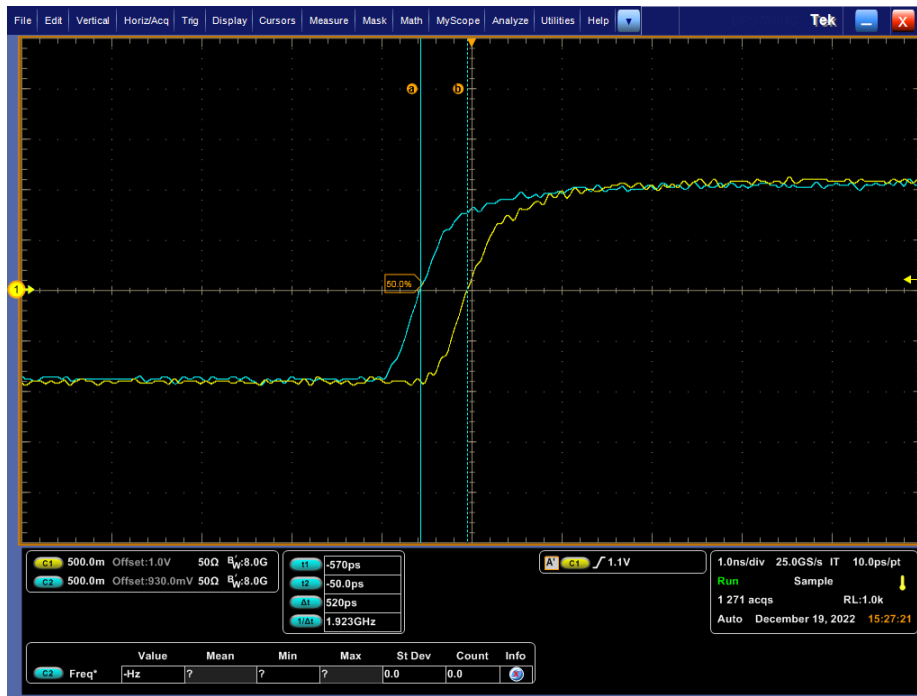 File Edit Vertical Horiz/Acq Trig Display Cursors Measure Mask Math MyScope Analyze Utilities Help Tek X
a b
50.0%
1
C1 500.0m Offset:1.0V 50Ω BW:8.0G
C2 500.0m Offset:930.0mV 50Ω BW:8.0G
t1 -570ps
t2 -50.0ps
Δt 520ps
1/Δt 1.923GHz
A' C1 1.1V
1.0ns/div 25.0GS/s IT 10.0ps/pt
Run Sample
1 271 acqs RL:1.0k
Auto December 19, 2022 15:27:21
Value Mean Min Max St Dev Count Info
C2 Freq* -Hz ? ? ? 0.0 0.0